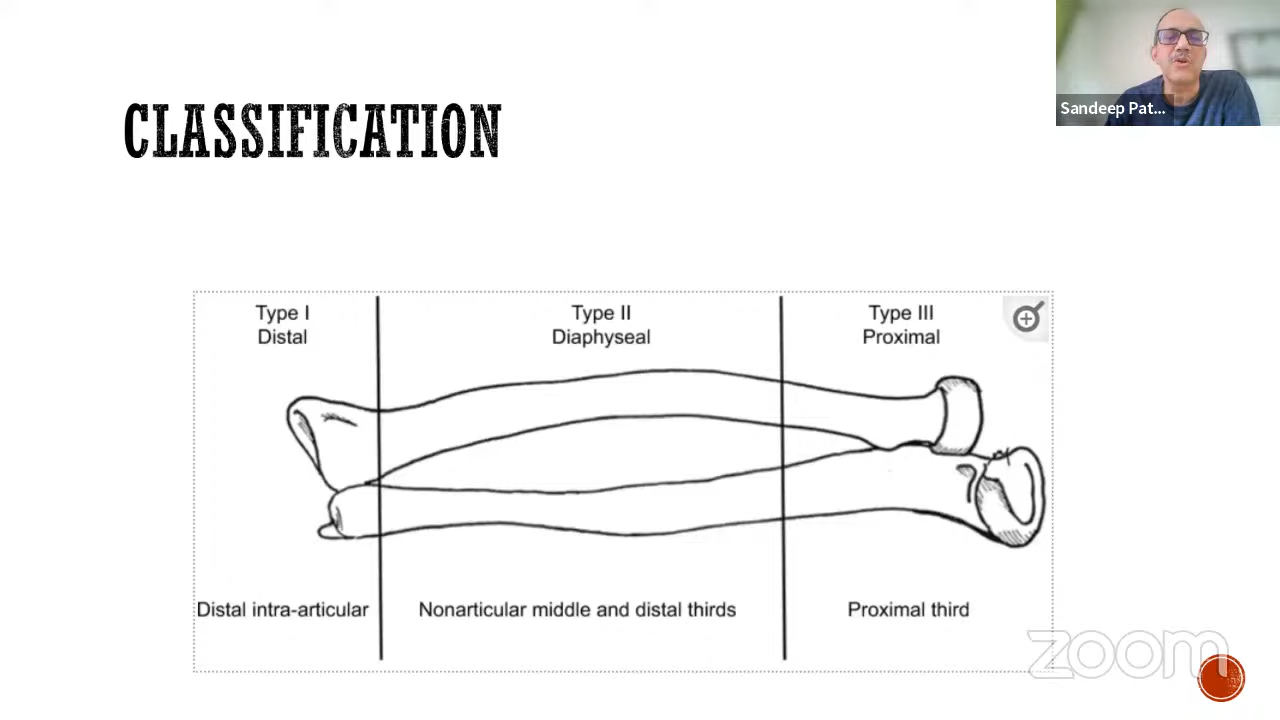 Sandeep Pat...
CLASSIFICATION
Type I
Distal
Type II
Diaphyseal
Type III
Proximal
Distal intra-articular
Nonarticular middle and distal thirds
Proximal third
zoom